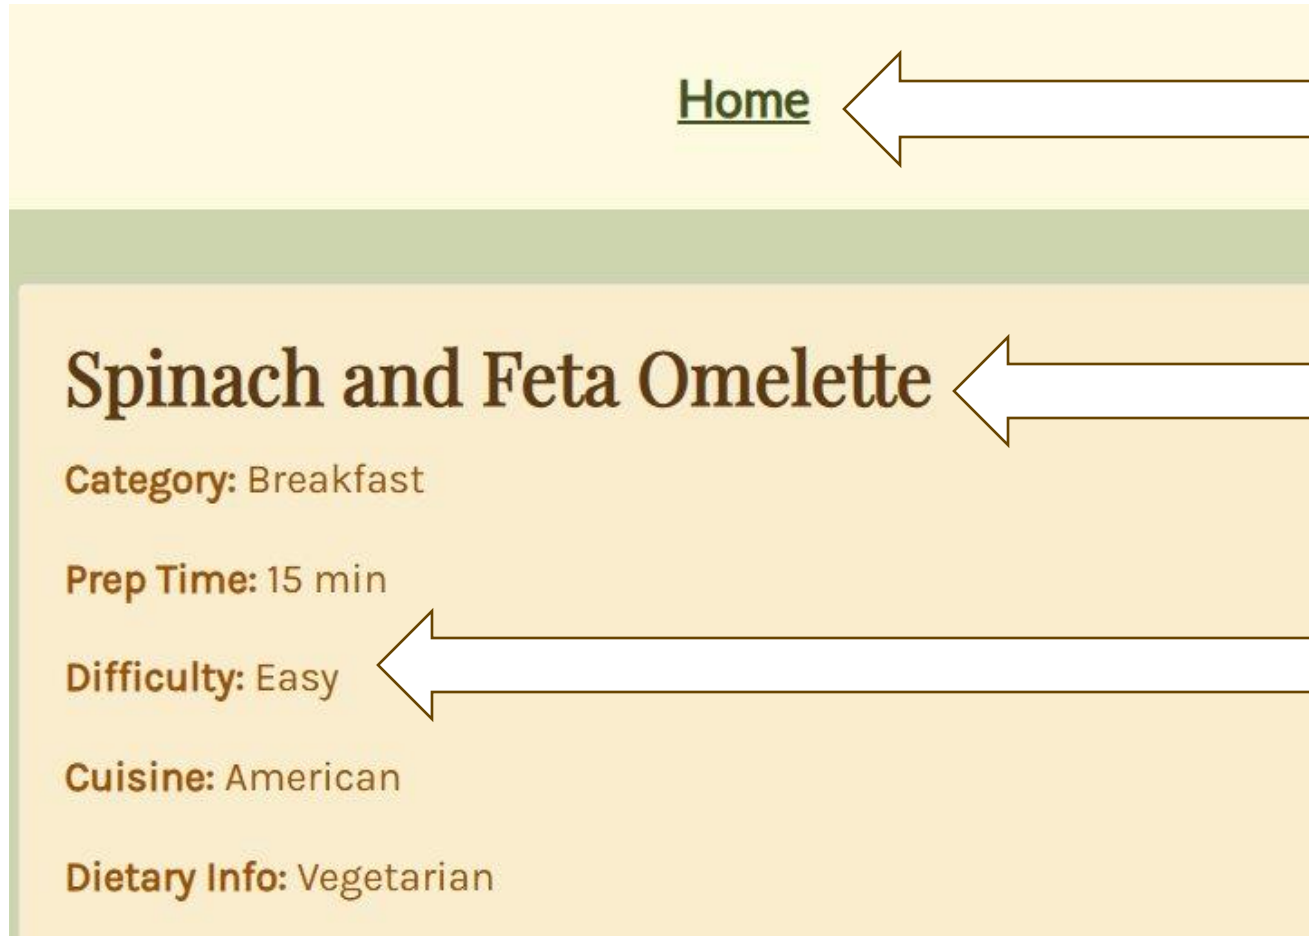 Home
Spinach and Feta Omelette
Category: Breakfast
Prep Time: 15 min
Difficulty: Easy
Cuisine: American
Dietary Info: Vegetarian